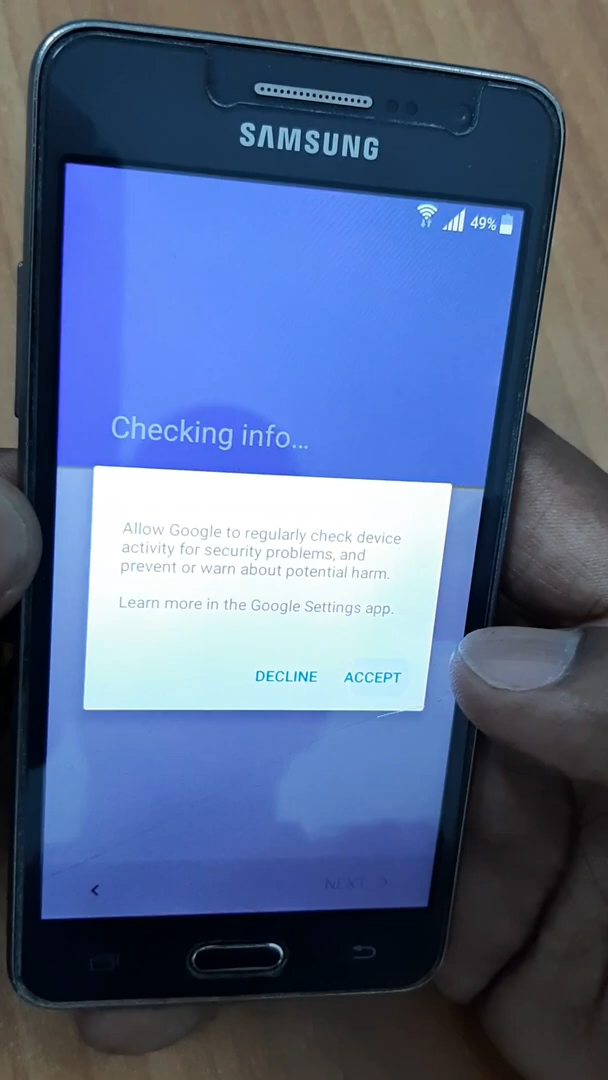 SAMSUNG
49%
Checking info...
Allow Google to regularly check device
activity for security problems, and
prevent or warn about potential harm.
Learn more in the Google Settings app.
DECLINE ACCEPT
NEXT